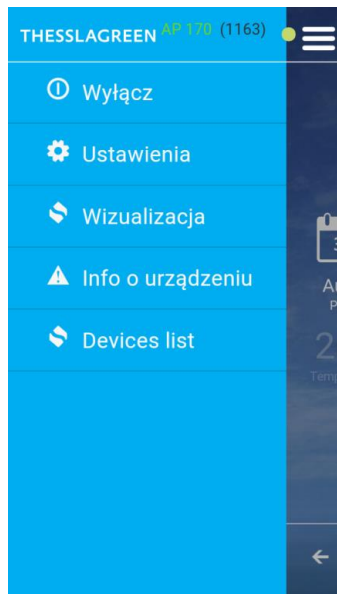 THESSLAGREEN AP 170 (1163)
Wyłącz
Ustawienia
Wizualizacja
Info o urządzeniu
Devices list